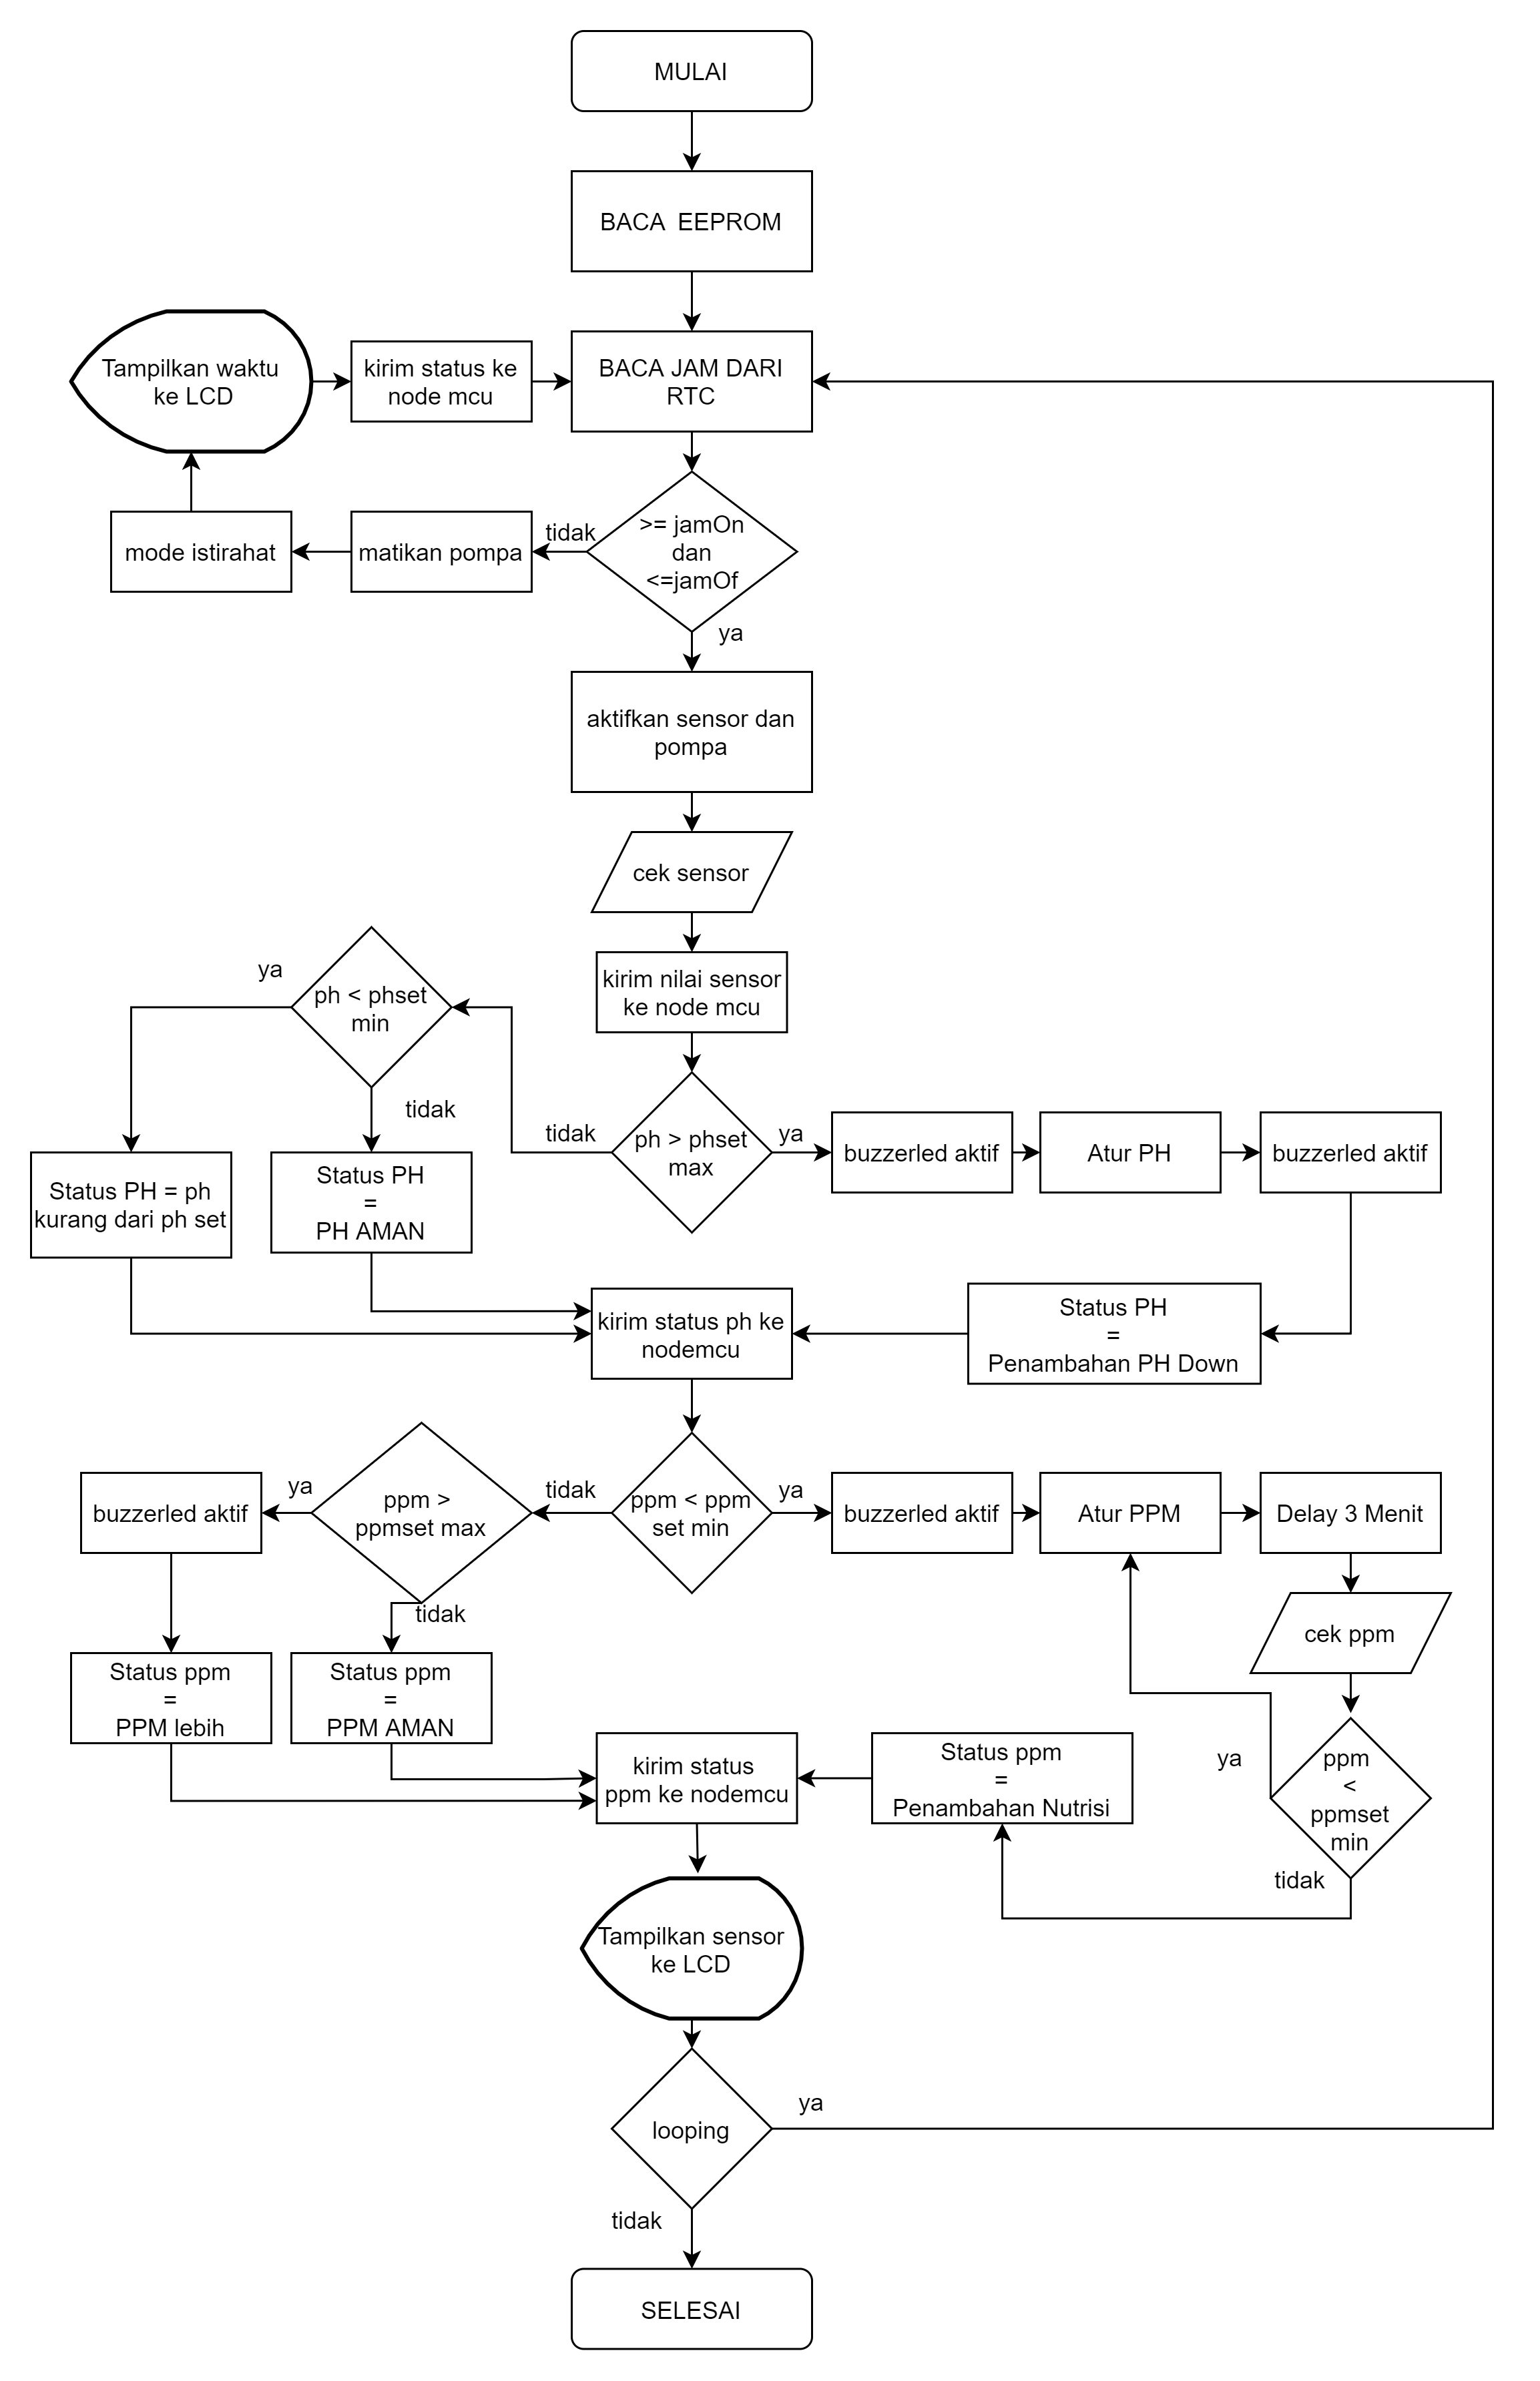 MULAI
BACA  EEPROM
Tampilkan waktu
ke LCD
kirim status ke
node mcu
BACA JAM DARI
RTC
mode istirahat
matikan pompa
tidak
>= jamOn
dan
<=jamOf
ya
aktifkan sensor dan
pompa
cek sensor
kirim nilai sensor
ke node mcu
ya
ph < phset
min
tidak
tidak
ph > phset
max
ya
buzzerled aktif
Atur PH
buzzerled aktif
Status PH = ph
kurang dari ph set
Status PH
=
PH AMAN
kirim status ph ke
nodemcu
Status PH
=
Penambahan PH Down
buzzerled aktif
ya
ppm >
ppmset max
tidak
ppm < ppm
set min
ya
buzzerled aktif
Atur PPM
Delay 3 Menit
tidak
cek ppm
Status ppm
=
PPM lebih
Status ppm
=
PPM AMAN
kirim status
ppm ke nodemcu
Status ppm
=
Penambahan Nutrisi
ya
ppm
<
ppmset
min
tidak
Tampilkan sensor
ke LCD
looping
ya
tidak
SELESAI